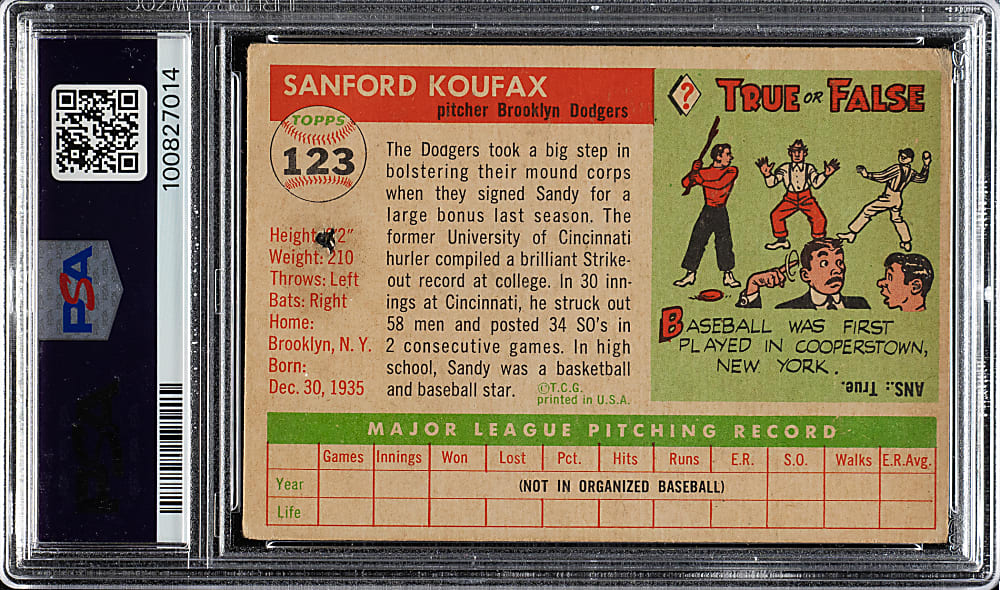 100827014
PSA
SANFORD KOUFAX
pitcher Brooklyn Dodgers
TOPPS
123
Height: 2"
Weight: 210
Throws: Left
Bats: Right
Home:
Brooklyn, N. Y.
Born:
Dec. 30, 1935
The Dodgers took a big step in
bolstering their mound corps
when they signed Sandy for a
large bonus last season. The
former University of Cincinnati
hurler compiled a brilliant Strike-
out record at college. In 30 inn-
ings at Cincinnati, he struck out
58 men and posted 34 SO's in
2 consecutive games. In high
school, Sandy was a basketball
and baseball star.
©T.C.G.
printed in U.S.A.
?
TRUE OR FALSE
BASEBALL WAS FIRST
PLAYED IN COOPERSTOWN,
NEW YORK.
ANS.: True.
MAJOR LEAGUE PITCHING RECORD
Games Innings Won Lost Pct. Hits Runs E.R. S.O. Walks E.R.Avg.
Year (NOT IN ORGANIZED BASEBALL)
Life